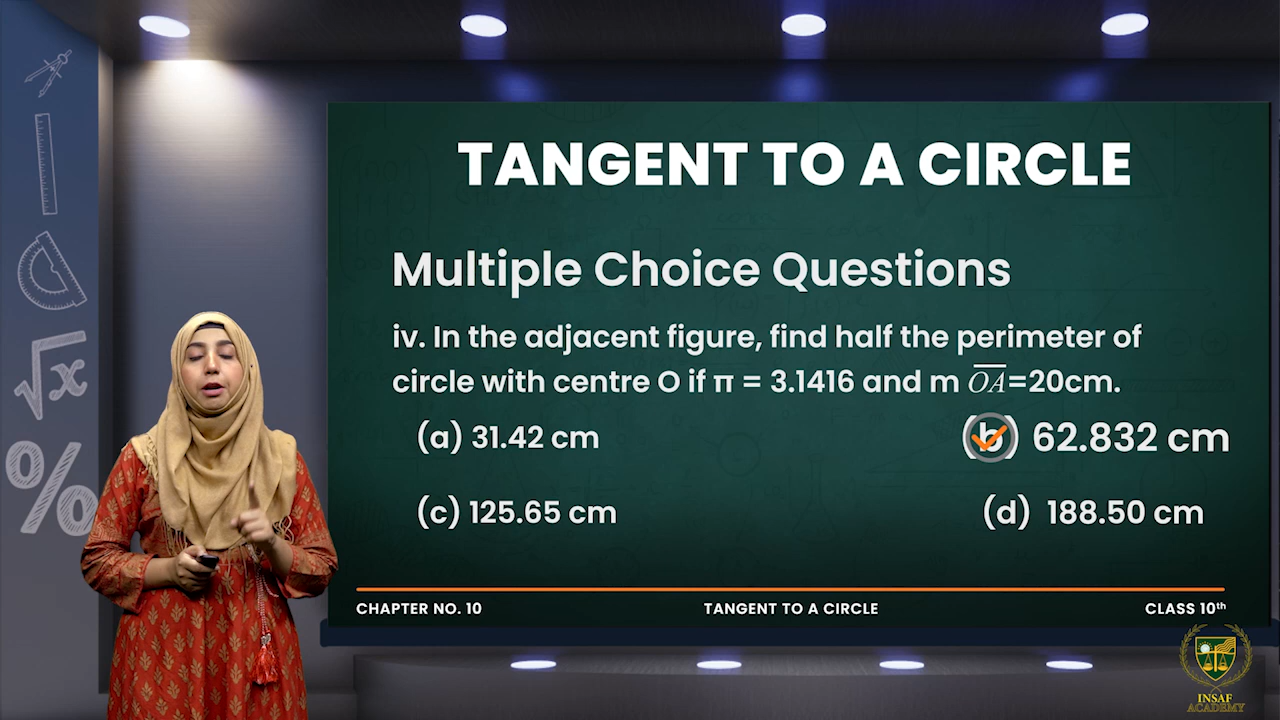 TANGENT TO A CIRCLE
Multiple Choice Questions
iv. In the adjacent figure, find half the perimeter of
circle with centre O if π = 3.1416 and m O̅A̅=20cm.
(a) 31.42 cm
(b) 62.832 cm
(c) 125.65 cm
(d) 188.50 cm
CHAPTER NO. 10
TANGENT TO A CIRCLE
CLASS 10th
√x
%
INSAF
ACADEMY